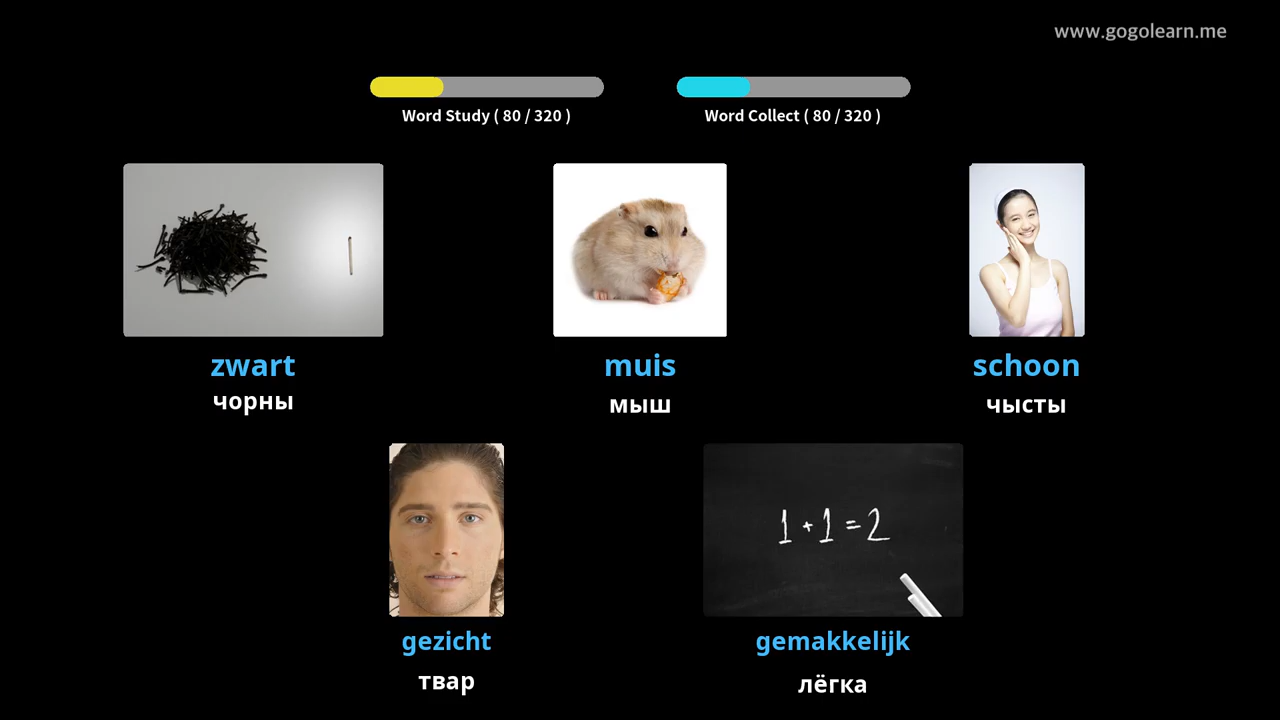 www.gogolearn.me
Word Study ( 80 / 320 )
Word Collect ( 80 / 320 )
zwart
muis
schoon
чорны
мыш
чысты
1 + 1 = 2
gezicht
gemakkelijk
твар
лёгка